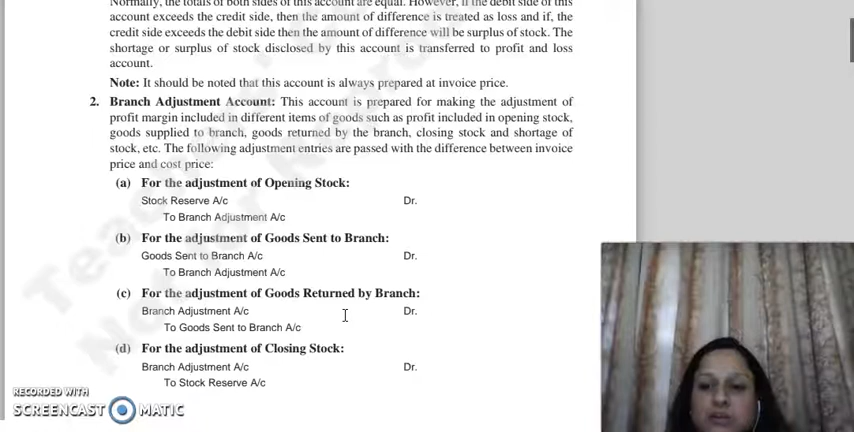 Normally, the totals of both sides of this account are equal. However, if the debit side of this
account exceeds the credit side, then the amount of difference is treated as loss and if, the
credit side exceeds the debit side then the amount of difference will be surplus of stock. The
shortage or surplus of stock disclosed by this account is transferred to profit and loss
account.
Note: It should be noted that this account is always prepared at invoice price.
2. Branch Adjustment Account: This account is prepared for making the adjustment of
profit margin included in different items of goods such as profit included in opening stock,
goods supplied to branch, goods returned by the branch, closing stock and shortage of
stock, etc. The following adjustment entries are passed with the difference between invoice
price and cost price:
(a) For the adjustment of Opening Stock:
Stock Reserve A/c Dr.
To Branch Adjustment A/c
(b) For the adjustment of Goods Sent to Branch:
Goods Sent to Branch A/c Dr.
To Branch Adjustment A/c
(c) For the adjustment of Goods Returned by Branch:
Branch Adjustment A/c Dr.
To Goods Sent to Branch A/c
(d) For the adjustment of Closing Stock:
Branch Adjustment A/c Dr.
To Stock Reserve A/c
RECORDED WITH
SCREENCAST MATIC